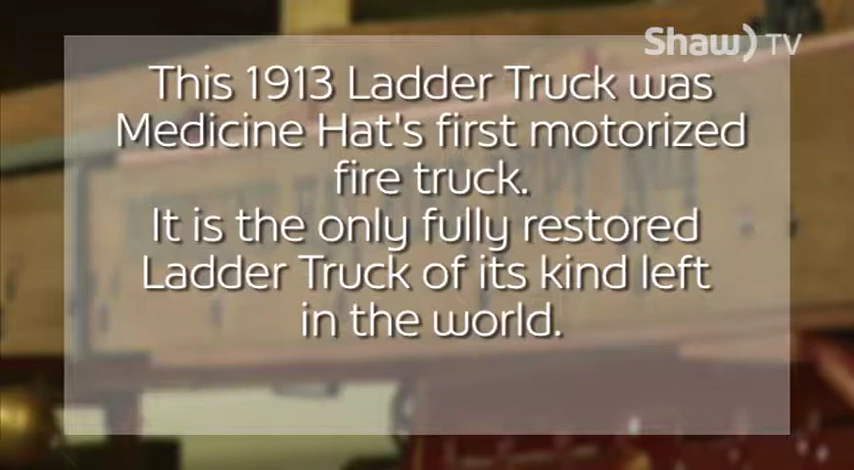 Shaw) TV
This 1913 Ladder Truck was
Medicine Hat's first motorized
fire truck.
It is the only fully restored
Ladder Truck of its kind left
in the world.